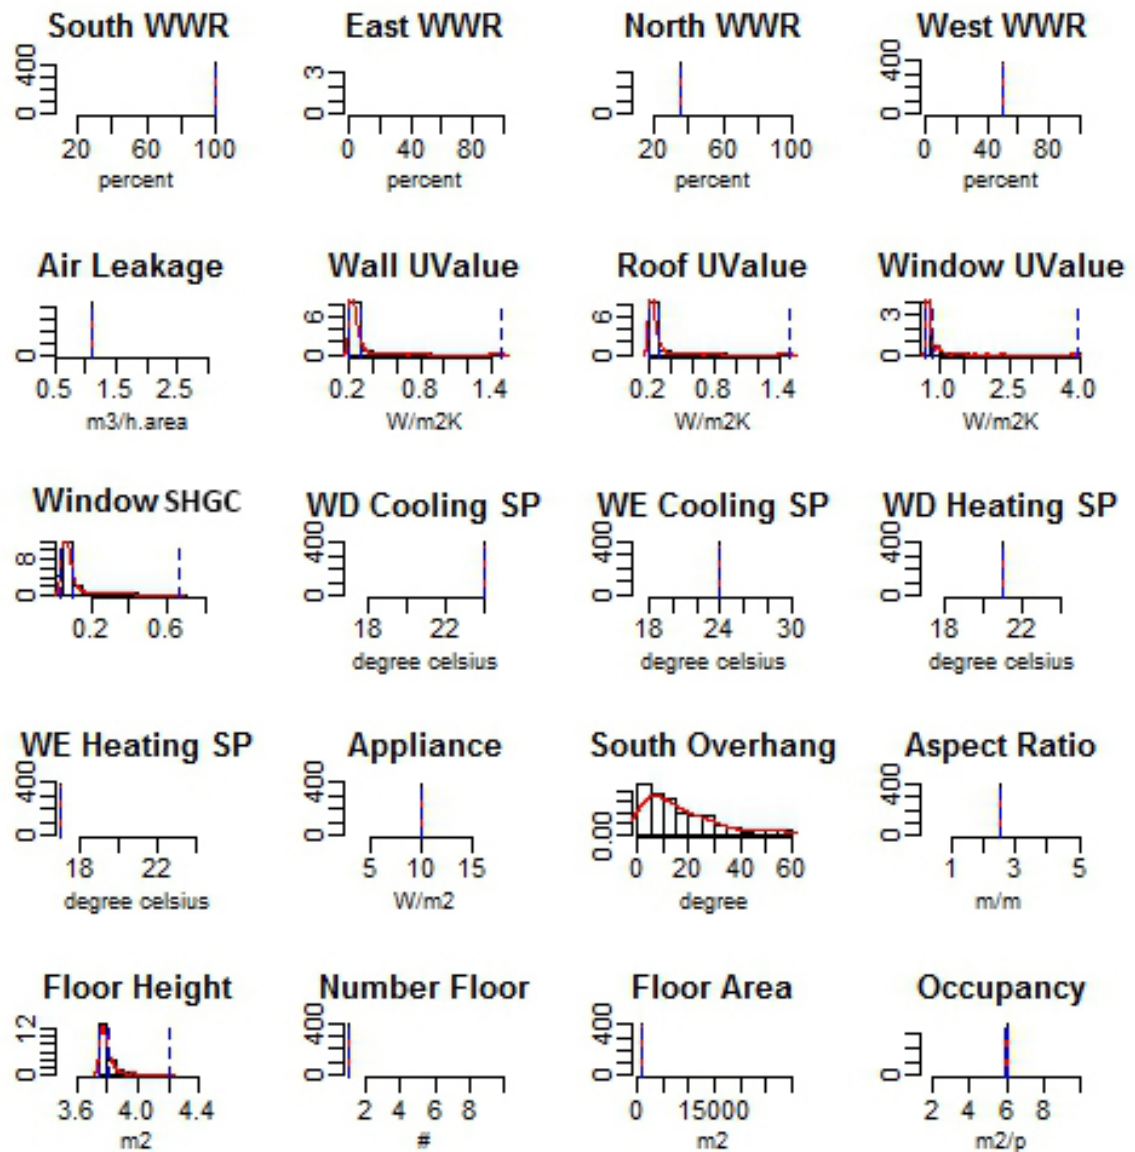 South WWR East WWR North WWR West WWR
0 400 0 3 0 0 400
20 60 100 0 40 80 20 60 100 0 40 80
percent percent percent percent
Air Leakage Wall UValue Roof UValue Window UValue
0 0 6 0 6 0 3
0.5 1.5 2.5 0.2 0.8 1.4 0.2 0.8 1.4 1.0 2.5 4.0
m3/h.area W/m2K W/m2K W/m2K
Window SHGC WD Cooling SP WE Cooling SP WD Heating SP
0 8 0 400 0 400 0 400
0.2 0.6 18 22 18 24 30 18 22
degree celsius degree celsius degree celsius
WE Heating SP Appliance South Overhang Aspect Ratio
0 400 0 400 0.00 0 400
18 22 5 10 15 0 20 40 60 1 3 5
degree celsius W/m2 degree m/m
Floor Height Number Floor Floor Area Occupancy
0 12 0 400 0 400 0
3.6 4.0 4.4 2 4 6 8 0 15000 2 4 6 8
m2 # m2 m2/p